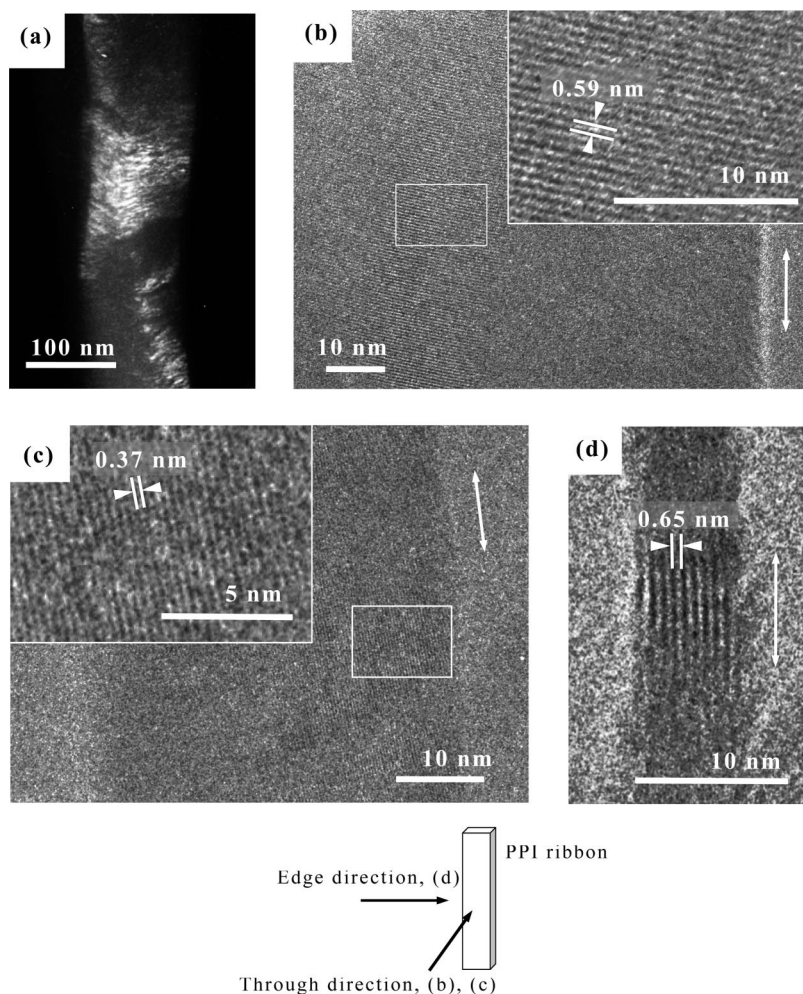 (a)
100 nm
(b)
0.59 nm
10 nm
10 nm
(c)
0.37 nm
5 nm
10 nm
(d)
0.65 nm
10 nm
PPI ribbon
Edge direction, (d)
Through direction, (b), (c)